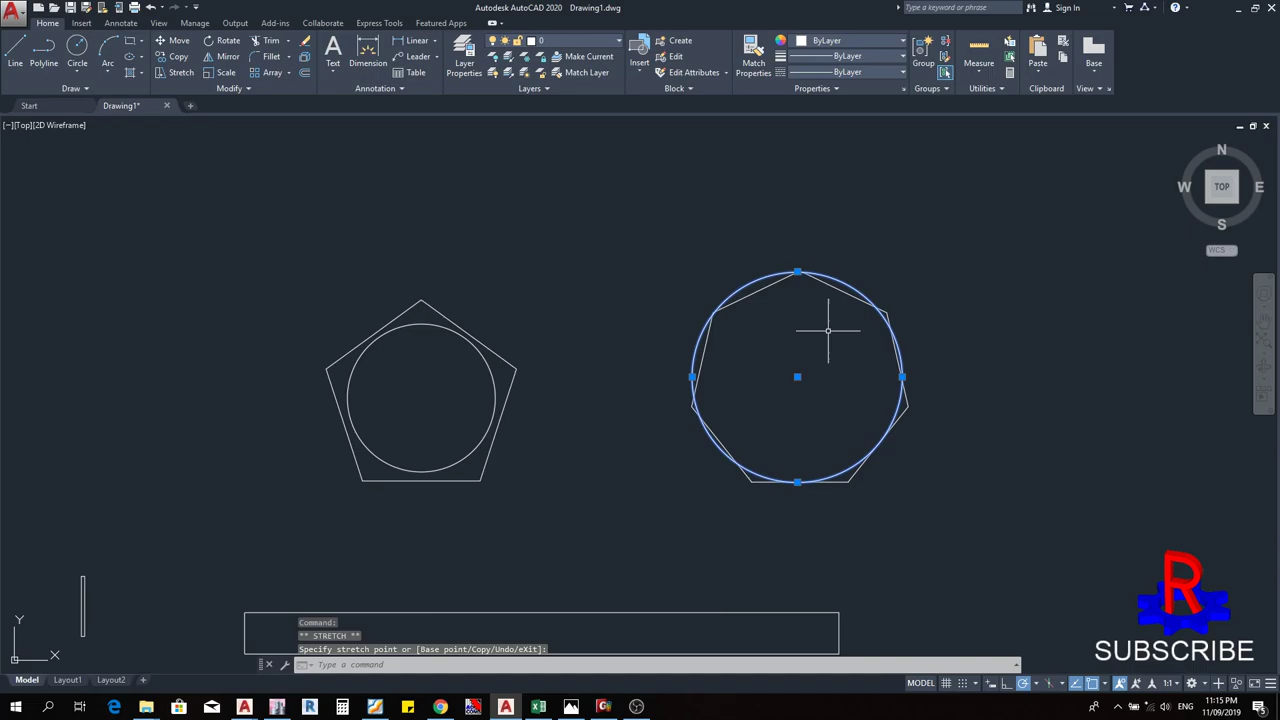 Autodesk AutoCAD 2020 Drawing1.dwg
Type a keyword or phrase
Sign In
Home Insert Annotate View Manage Output Add-ins Collaborate Express Tools Featured Apps
Line Polyline Circle Arc
Move Rotate Trim
Copy Mirror Fillet
Stretch Scale Array
Text Dimension
Linear
Leader
Table
Layer Properties
0
Make Current
Match Layer
Insert
Create
Edit
Edit Attributes
Match Properties
ByLayer
ByLayer
ByLayer
Group
Measure
Paste
Base
Draw Modify Annotation Layers Block Properties Groups Utilities Clipboard View
Start Drawing1*
[−][Top][2D Wireframe]
N
W TOP E
S
WCS
Y
X
Command:
** STRETCH **
Specify stretch point or [Base point/Copy/Undo/eXit]:
Type a command
R
SUBSCRIBE
Model Layout1 Layout2
MODEL
1:1
ENG
11:15 PM
11/09/2019
5